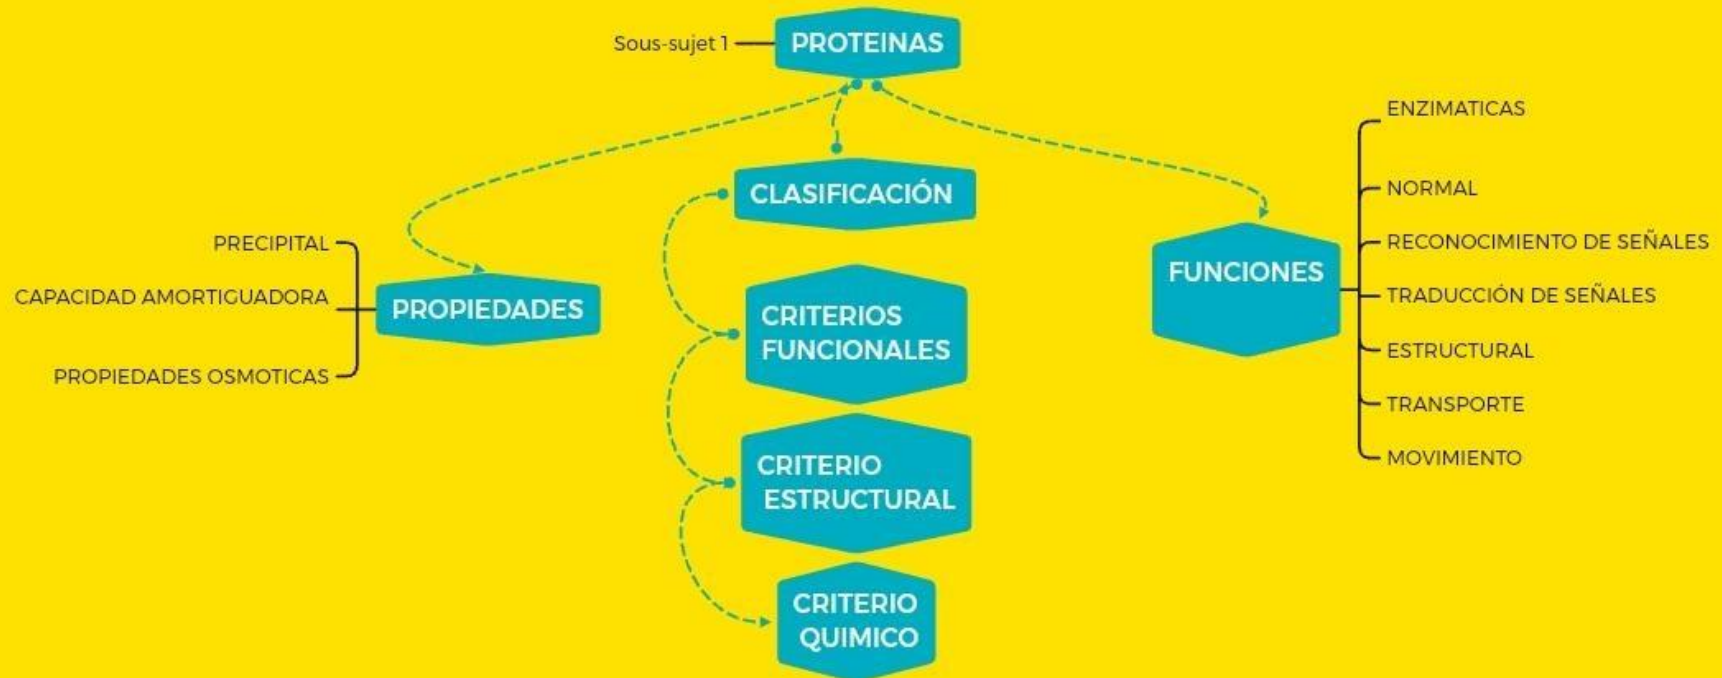 Sous-sujet 1
PROTEINAS
CLASIFICACIÓN
PRECIPITAL
CAPACIDAD AMORTIGUADORA
PROPIEDADES OSMOTICAS
PROPIEDADES
CRITERIOS
FUNCIONALES
CRITERIO
ESTRUCTURAL
CRITERIO
QUIMICO
FUNCIONES
ENZIMATICAS
NORMAL
RECONOCIMIENTO DE SEÑALES
TRADUCCIÓN DE SEÑALES
ESTRUCTURAL
TRANSPORTE
MOVIMIENTO